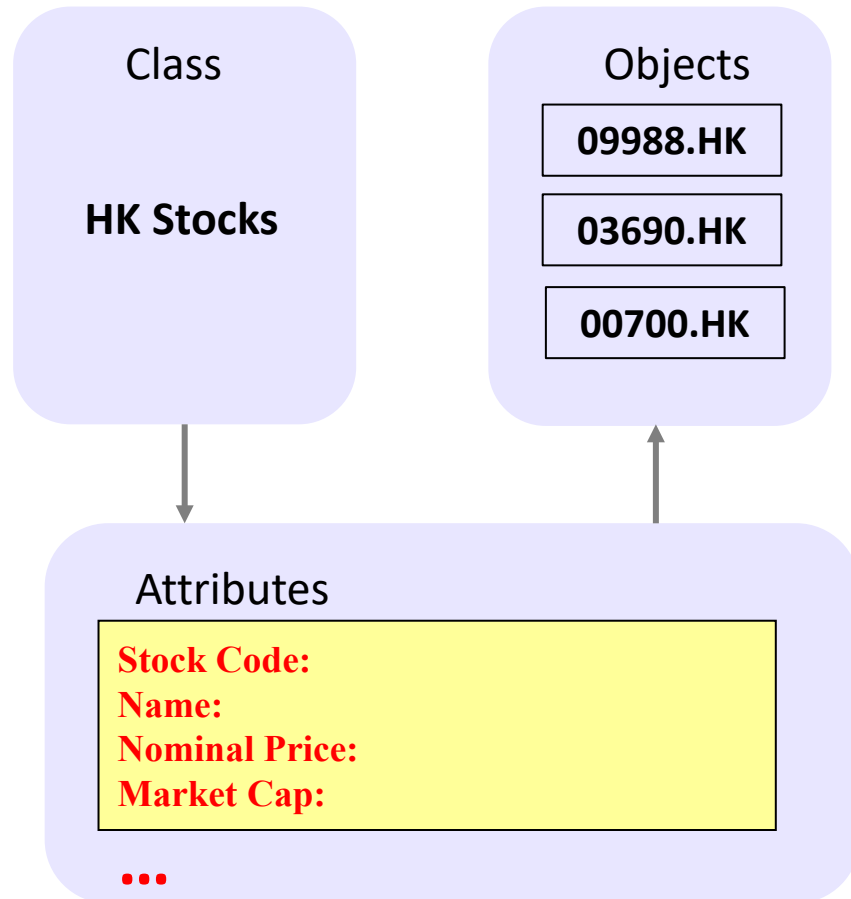 Class
HK Stocks
Objects
09988.HK
03690.HK
00700.HK
Attributes
Stock Code:
Name:
Nominal Price:
Market Cap:
...